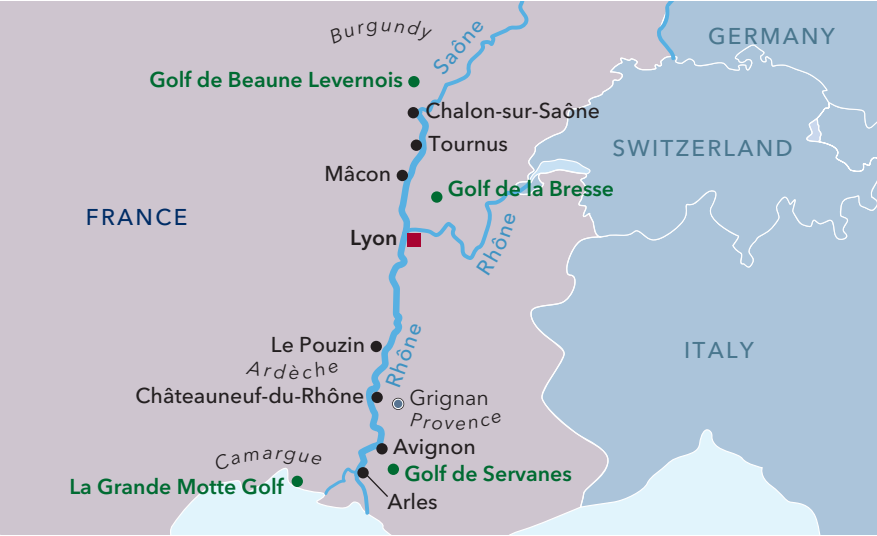 Burgundy
Saône
GERMANY
Golf de Beaune Levernois
Chalon-sur-Saône
Tournus
SWITZERLAND
Mâcon
Golf de la Bresse
FRANCE
Lyon
Rhône
Le Pouzin
Rhône
ITALY
Ardèche
Châteauneuf-du-Rhône
Grignan
Provence
Avignon
Camargue
Golf de Servanes
La Grande Motte Golf
Arles